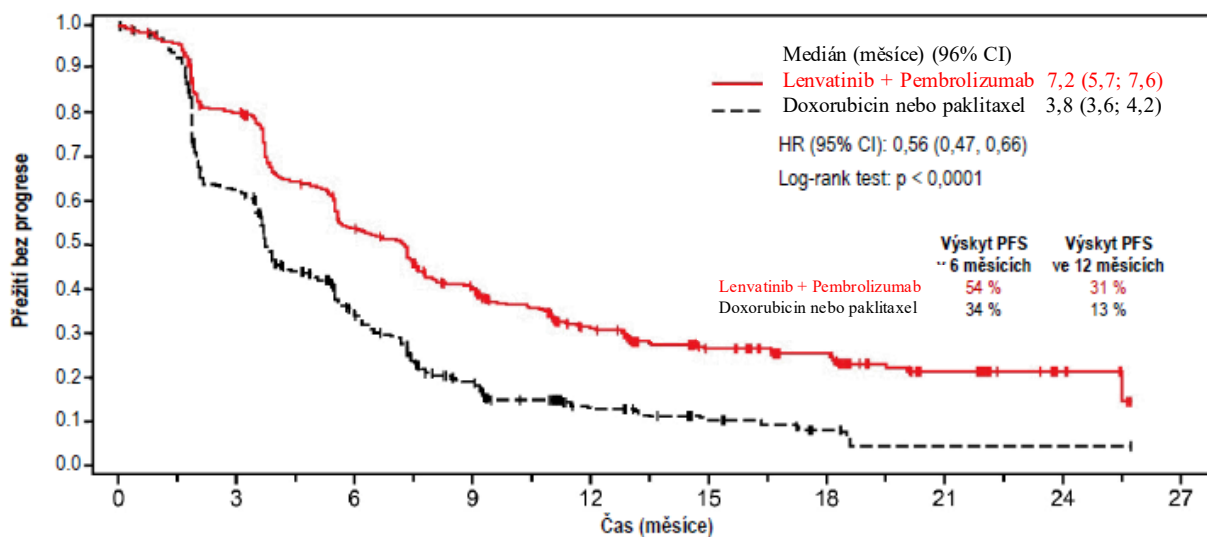 Medián (měsíce) (96% CI)
Lenvatinib + Pembrolizumab 7,2 (5,7; 7,6)
Doxorubicin nebo paklitaxel 3,8 (3,6; 4,2)
HR (95% CI): 0,56 (0,47, 0,66)
Log-rank test: p < 0,0001
Výskyt PFS Výskyt PFS
6 měsících ve 12 měsících
Lenvatinib + Pembrolizumab 54 % 31 %
Doxorubicin nebo paklitaxel 34 % 13 %
Přežití bez progrese
1.0
0.9
0.8
0.7
0.6
0.5
0.4
0.3
0.2
0.1
0.0
0 3 6 9 12 15 18 21 24 27
Čas (měsíce)